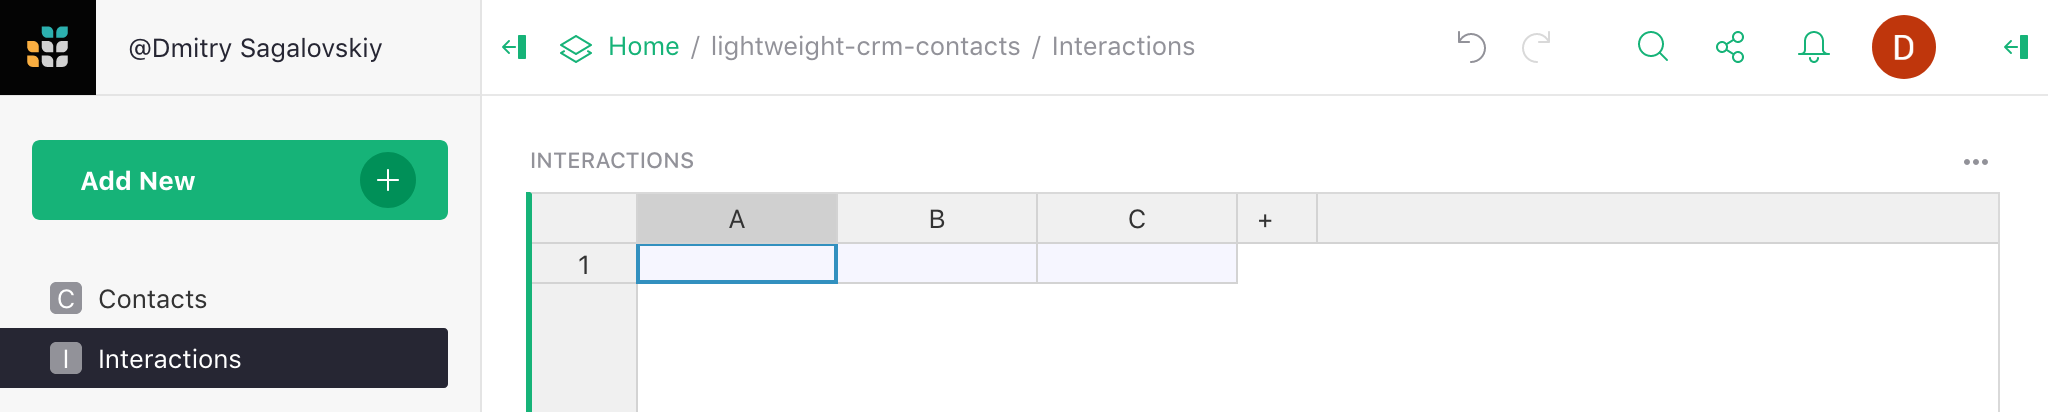 @Dmitry Sagalovskiy
Home / lightweight-crm-contacts / Interactions
D
Add New
INTERACTIONS
A B C +
1
C Contacts
I Interactions